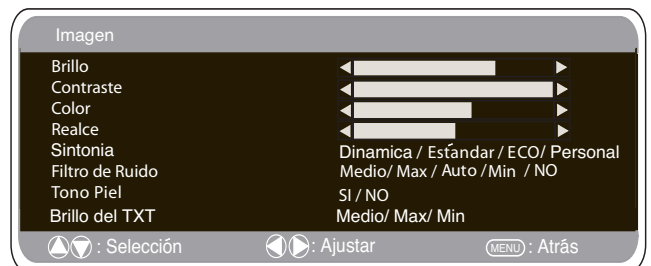 Imagen
Brillo
Contraste
Color
Realce
Sintonia Dinamica / Estándar / ECO/ Personal
Filtro de Ruido Medio/ Max / Auto /Min / NO
Tono Piel SI / NO
Brillo del TXT Medio/ Max/ Min
: Selección : Ajustar MENU : Atrás